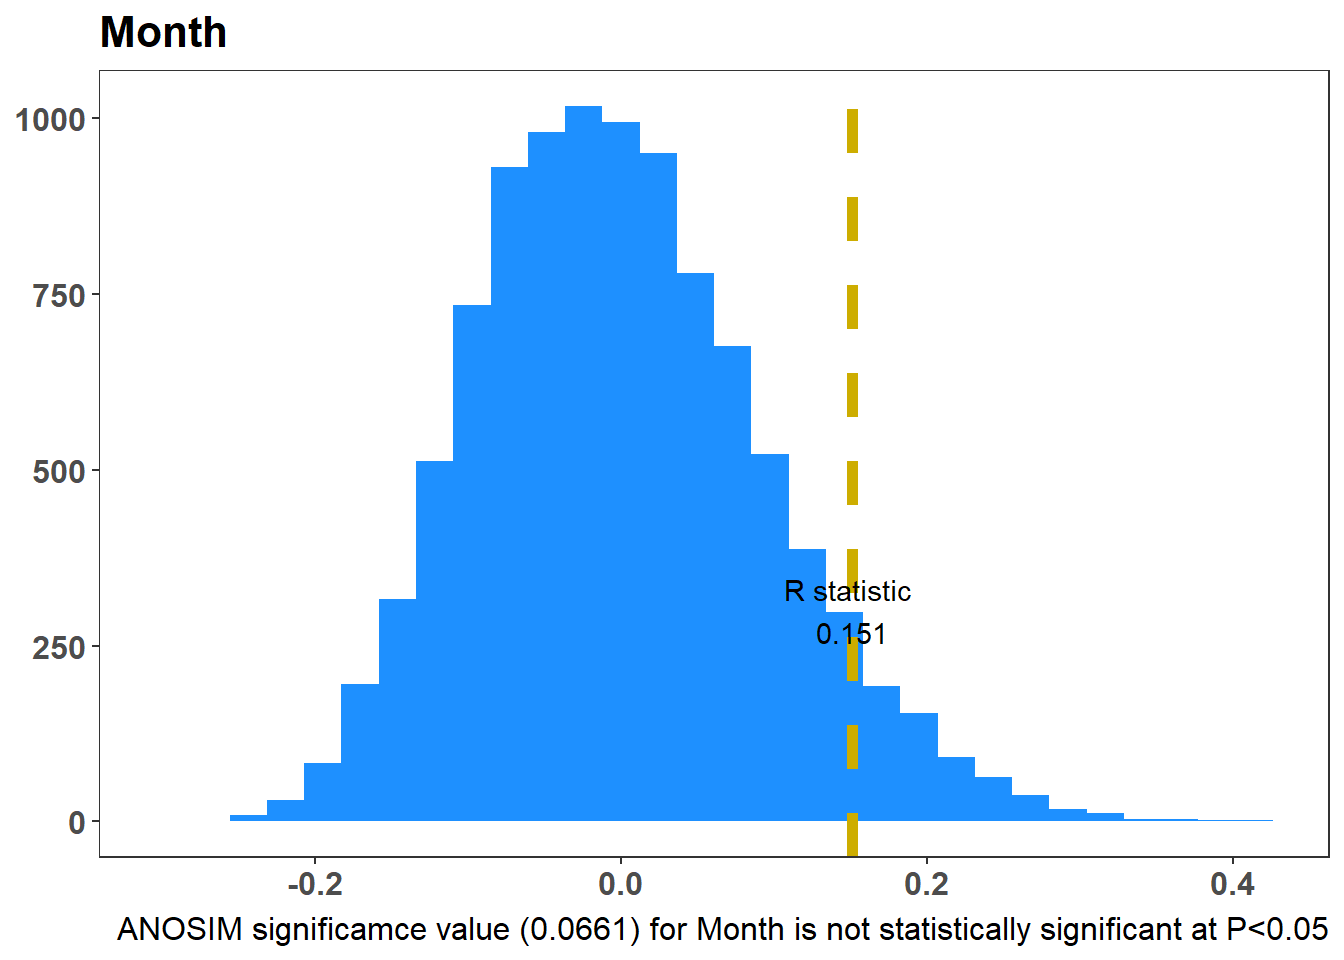 Month
1000
750
500
250
0
R statistic
0.151
-0.2 0.0 0.2 0.4
ANOSIM significamce value (0.0661) for Month is not statistically significant at P<0.05